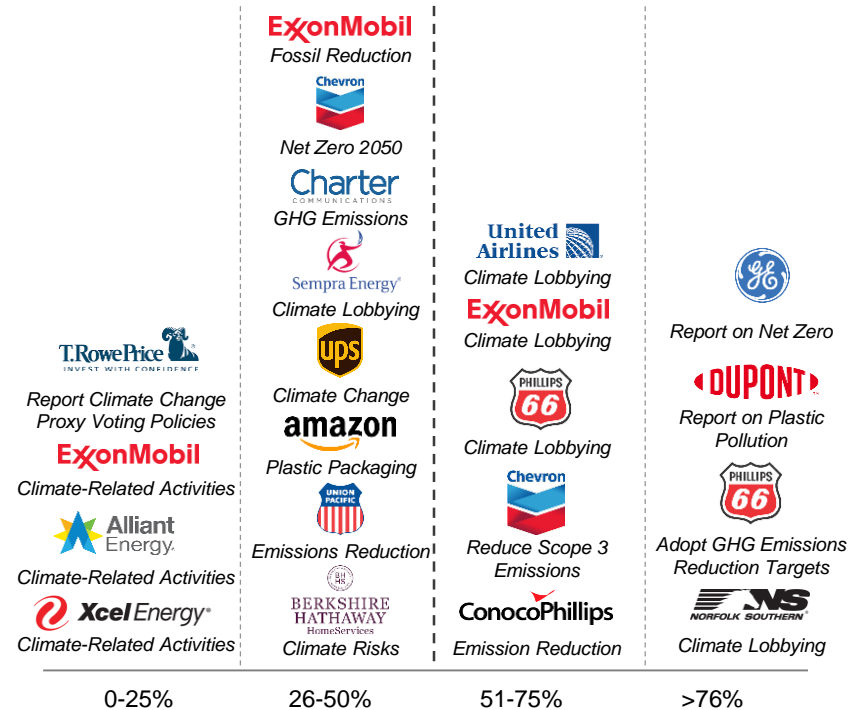 T.RowePrice
INVEST WITH CONFIDENCE
Report Climate Change
Proxy Voting Policies
ExxonMobil
Climate-Related Activities
Alliant
Energy.
Climate-Related Activities
Xcel Energy®
Climate-Related Activities
0-25%
ExxonMobil
Fossil Reduction
Chevron
Net Zero 2050
Charter
COMMUNICATIONS
GHG Emissions
Sempra Energy®
Climate Lobbying
ups
Climate Change
amazon
Plastic Packaging
UNION
PACIFIC
Emissions Reduction
BH
HS
BERKSHIRE
HATHAWAY
HomeServices
Climate Risks
26-50%
United
Airlines
Climate Lobbying
ExxonMobil
Climate Lobbying
PHILLIPS
66
Climate Lobbying
Chevron
Reduce Scope 3
Emissions
ConocoPhillips
Emission Reduction
51-75%
GE
Report on Net Zero
DUPONT
Report on Plastic
Pollution
PHILLIPS
66
Adopt GHG Emissions
Reduction Targets
NS
NORFOLK SOUTHERN®
Climate Lobbying
>76%